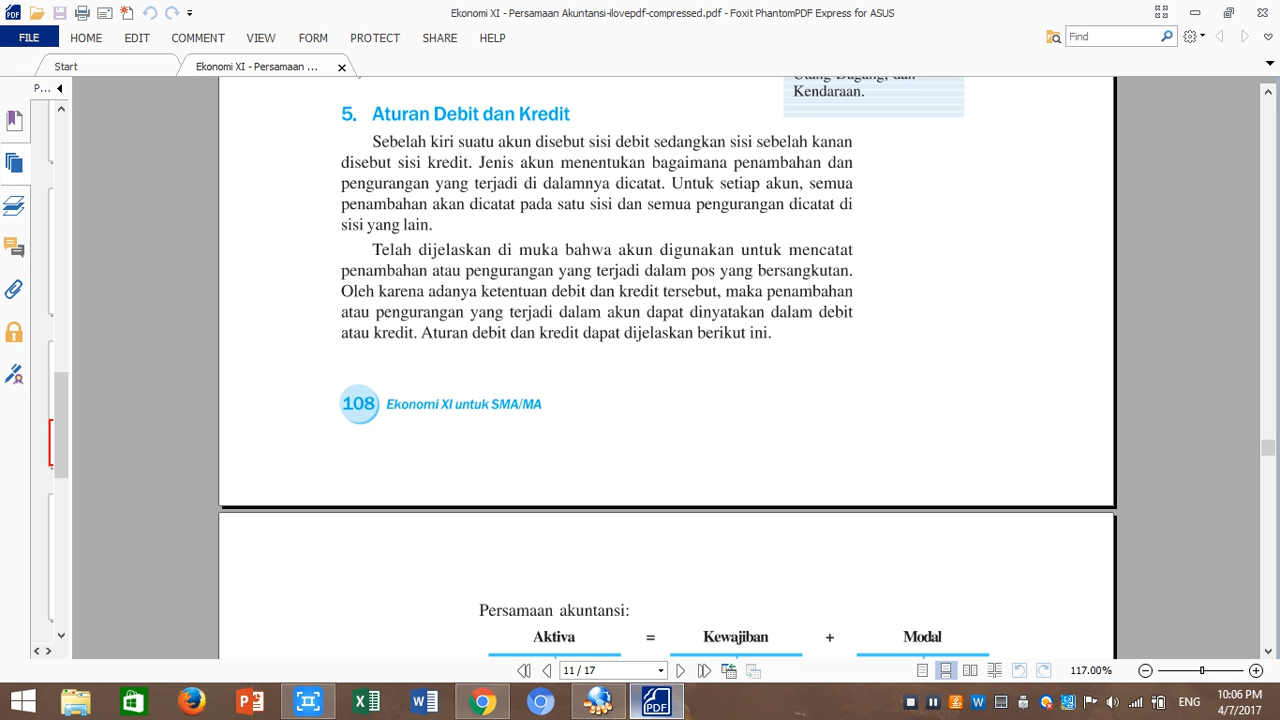 Ekonomi XI - Persamaan Akuntansi-ilovepdf-compressed.pdf - Foxit PhantomPDF Express for ASUS
FILE HOME EDIT COMMENT VIEW FORM PROTECT SHARE HELP
Find
Start
Ekonomi XI - Persamaan ...
P...
Utang Dagang, dan
Kendaraan.
5. Aturan Debit dan Kredit
Sebelah kiri suatu akun disebut sisi debit sedangkan sisi sebelah kanan
disebut sisi kredit. Jenis akun menentukan bagaimana penambahan dan
pengurangan yang terjadi di dalamnya dicatat. Untuk setiap akun, semua
penambahan akan dicatat pada satu sisi dan semua pengurangan dicatat di
sisi yang lain.
Telah dijelaskan di muka bahwa akun digunakan untuk mencatat
penambahan atau pengurangan yang terjadi dalam pos yang bersangkutan.
Oleh karena adanya ketentuan debit dan kredit tersebut, maka penambahan
atau pengurangan yang terjadi dalam akun dapat dinyatakan dalam debit
atau kredit. Aturan debit dan kredit dapat dijelaskan berikut ini.
108 Ekonomi XI untuk SMA/MA
Persamaan akuntansi:
Aktiva = Kewajiban + Modal
11 / 17
117.00%
ENG
10:06 PM
4/7/2017